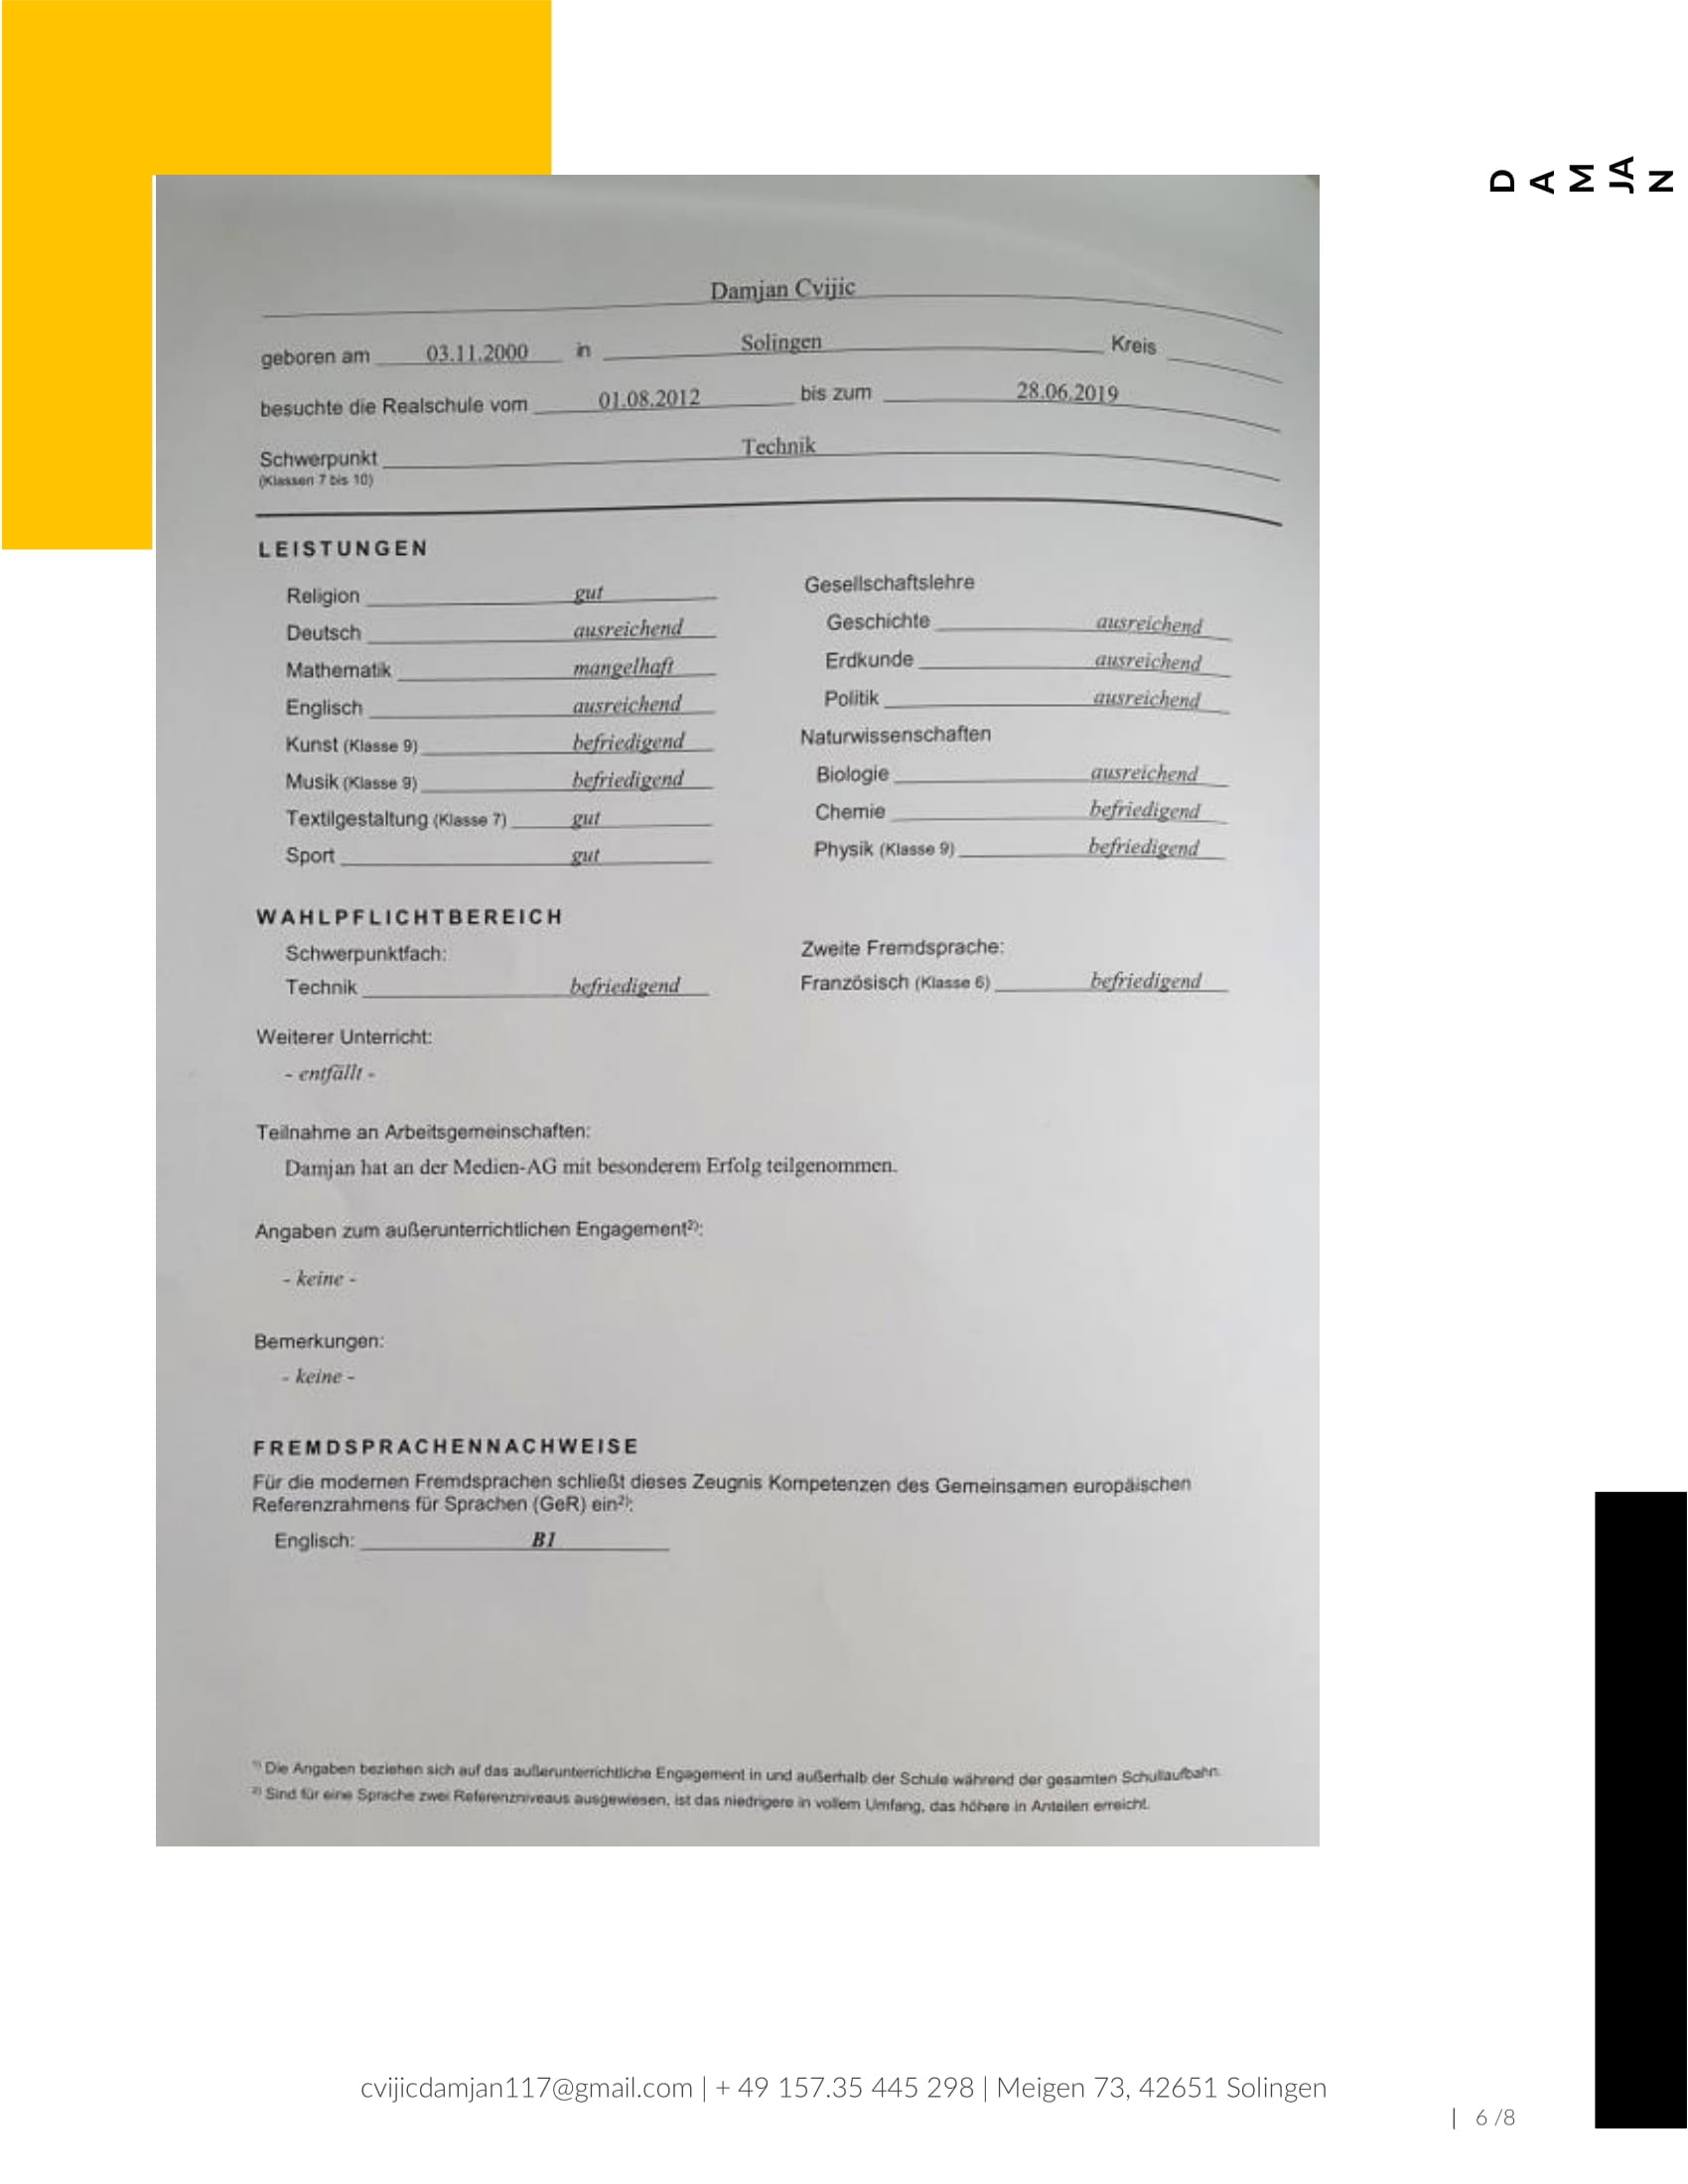 D A M JA N
Damjan Cvijic
geboren am 03.11.2000 in Solingen Kreis
besuchte die Realschule vom 01.08.2012 bis zum 28.06.2019
Schwerpunkt Technik
(Klassen 7 bis 10)
LEISTUNGEN
Religion gut
Deutsch ausreichend
Mathematik mangelhaft
Englisch ausreichend
Kunst (Klasse 9) befriedigend
Musik (Klasse 9) befriedigend
Textilgestaltung (Klasse 7) gut
Sport gut
Gesellschaftslehre
Geschichte ausreichend
Erdkunde ausreichend
Politik ausreichend
Naturwissenschaften
Biologie ausreichend
Chemie befriedigend
Physik (Klasse 9) befriedigend
WAHLPFLICHTBEREICH
Schwerpunktfach:
Technik befriedigend
Zweite Fremdsprache:
Französisch (Klasse 6) befriedigend
Weiterer Unterricht:
- entfällt -
Teilnahme an Arbeitsgemeinschaften:
Damjan hat an der Medien-AG mit besonderem Erfolg teilgenommen.
Angaben zum außerunterrichtlichen Engagement²⁾:
- keine -
Bemerkungen:
- keine -
FREMDSPRACHENNACHWEISE
Für die modernen Fremdsprachen schließt dieses Zeugnis Kompetenzen des Gemeinsamen europäischen
Referenzrahmens für Sprachen (GeR) ein²⁾:
Englisch: B1
¹⁾ Die Angaben beziehen sich auf das außerunterrichtliche Engagement in und außerhalb der Schule während der gesamten Schullaufbahn.
²⁾ Sind für eine Sprache zwei Referenzniveaus ausgewiesen, ist das niedrigere in vollem Umfang, das höhere in Anteilen erreicht.
cvijicdamjan117@gmail.com | + 49 157.35 445 298 | Meigen 73, 42651 Solingen
| 6 /8